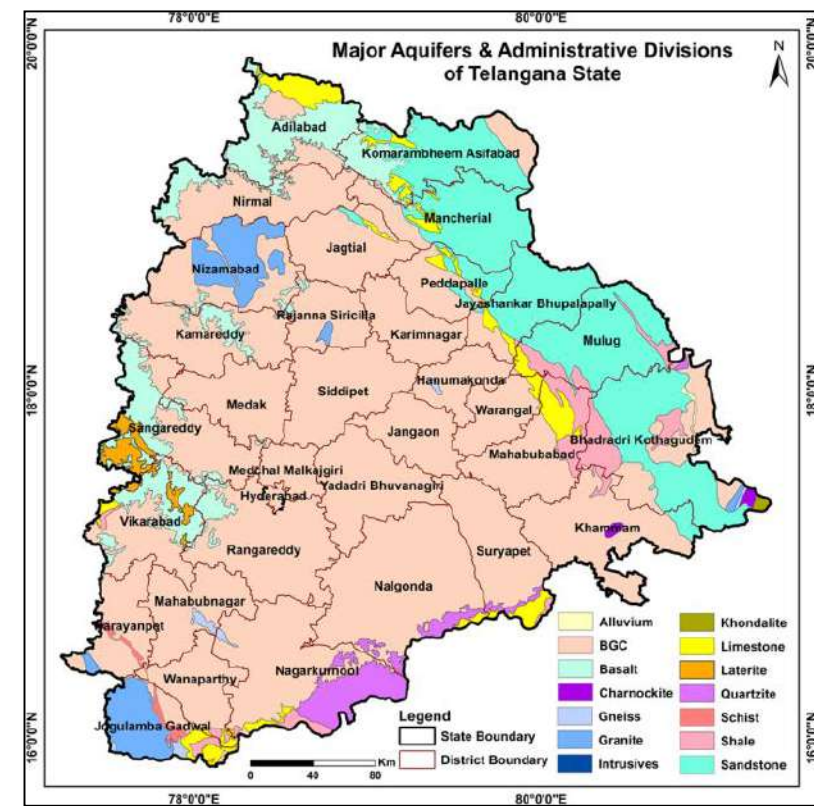 78°0'0"E
80°0'0"E
20°0'0"N
20°0'0"N
Major Aquifers & Administrative Divisions
of Telangana State
N
Adilabad
Komarambheem Asifabad
Nirmal
Mancherial
Jagtial
Nizamabad
Peddapalle
Jayashankar Bhupalapally
Rajanna Siricilla
Kamareddy
Karimnagar
Mulug
18°0'0"N
18°0'0"N
Hanumakonda
Siddipet
Medak
Warangal
Sangareddy
Jangaon
Bhadradri Kothagudem
Mahabubabad
Medchal Malkajgiri
Yadadri Bhuvanagiri
Hyderabad
Vikarabad
Khammam
Rangareddy
Suryapet
Nalgonda
Mahabubnagar
Narayanpet
Nagarkurnool
Wanaparthy
Jogulamba Gadwal
16°0'0"N
16°0'0"N
Legend
State Boundary
District Boundary
0 40 80 Km
Alluvium
BGC
Basalt
Charnockite
Gneiss
Granite
Intrusives
Khondalite
Limestone
Laterite
Quartzite
Schist
Shale
Sandstone
78°0'0"E
80°0'0"E